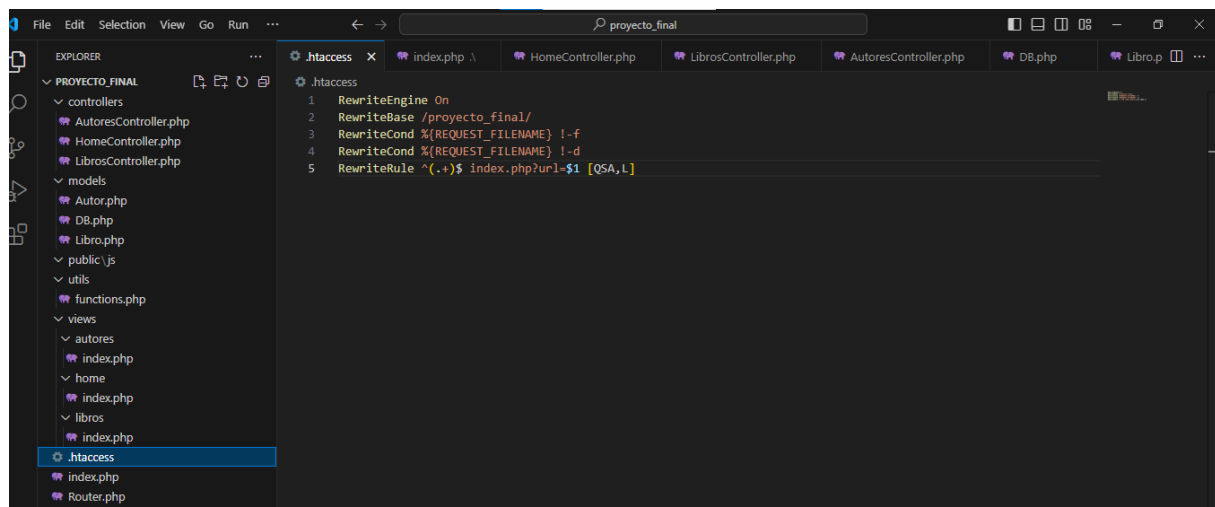 File Edit Selection View Go Run ··· proyecto_final
EXPLORER ···
PROYECTO_FINAL
controllers
AutoresController.php
HomeController.php
LibrosController.php
models
Autor.php
DB.php
Libro.php
public\js
utils
functions.php
views
autores
index.php
home
index.php
libros
index.php
.htaccess
index.php
Router.php
.htaccess index.php .\ HomeController.php LibrosController.php AutoresController.php DB.php Libro.p ···
.htaccess
1 RewriteEngine On
2 RewriteBase /proyecto_final/
3 RewriteCond %{REQUEST_FILENAME} !-f
4 RewriteCond %{REQUEST_FILENAME} !-d
5 RewriteRule ^(.+)$ index.php?url=$1 [QSA,L]